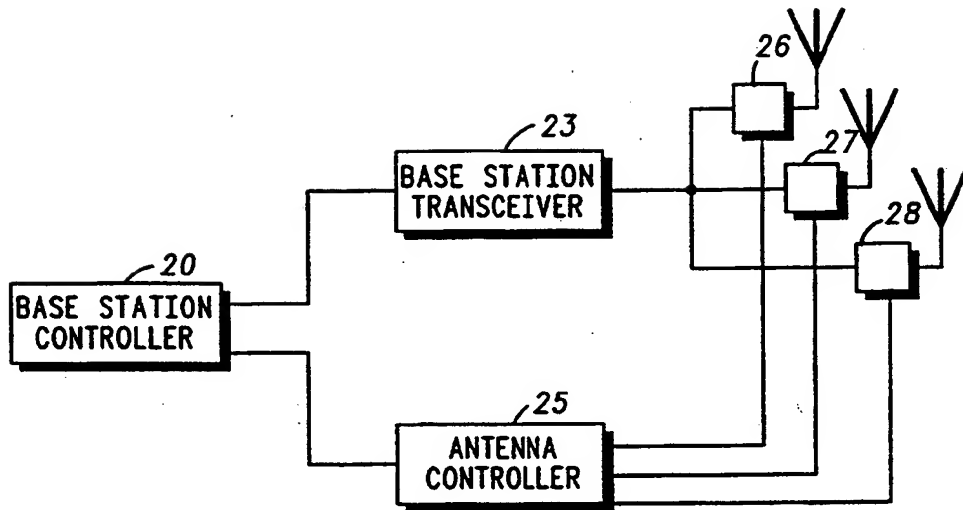 26
27
28
23
BASE STATION
TRANSCEIVER
20
BASE STATION
CONTROLLER
25
ANTENNA
CONTROLLER